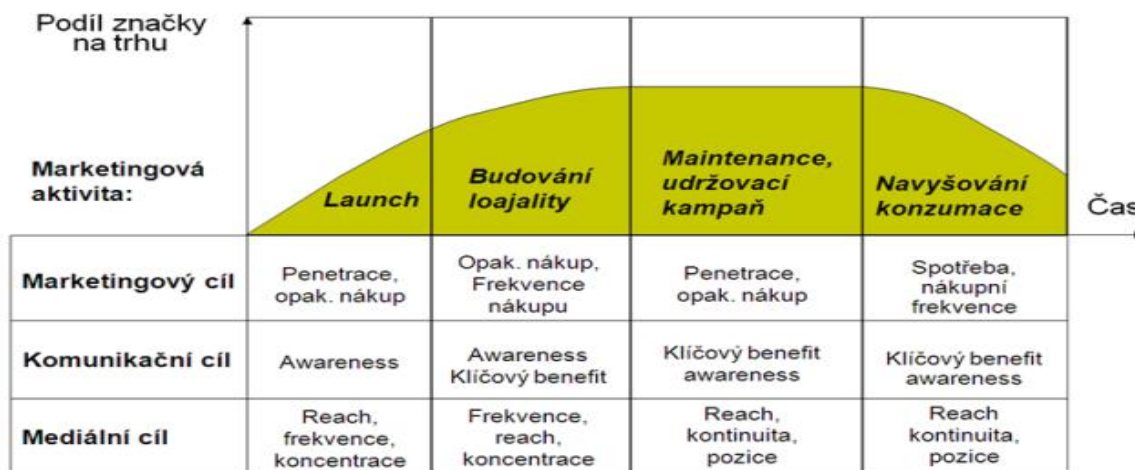 Podíl značky
na trhu
Marketingová
aktivita:
Launch
Budování
loajality
Maintenance,
udržovací
kampaň
Navyšování
konzumace
Čas
Marketingový cíl
Penetrace,
opak. nákup
Opak. nákup,
Frekvence
nákupu
Penetrace,
opak. nákup
Spotřeba,
nákupní
frekvence
Komunikační cíl
Awareness
Awareness
Klíčový benefit
Klíčový benefit
awareness
Klíčový benefit
awareness
Mediální cíl
Reach,
frekvence,
koncentrace
Frekvence,
reach,
koncentrace
Reach,
kontinuita,
pozice
Reach
kontinuita,
pozice